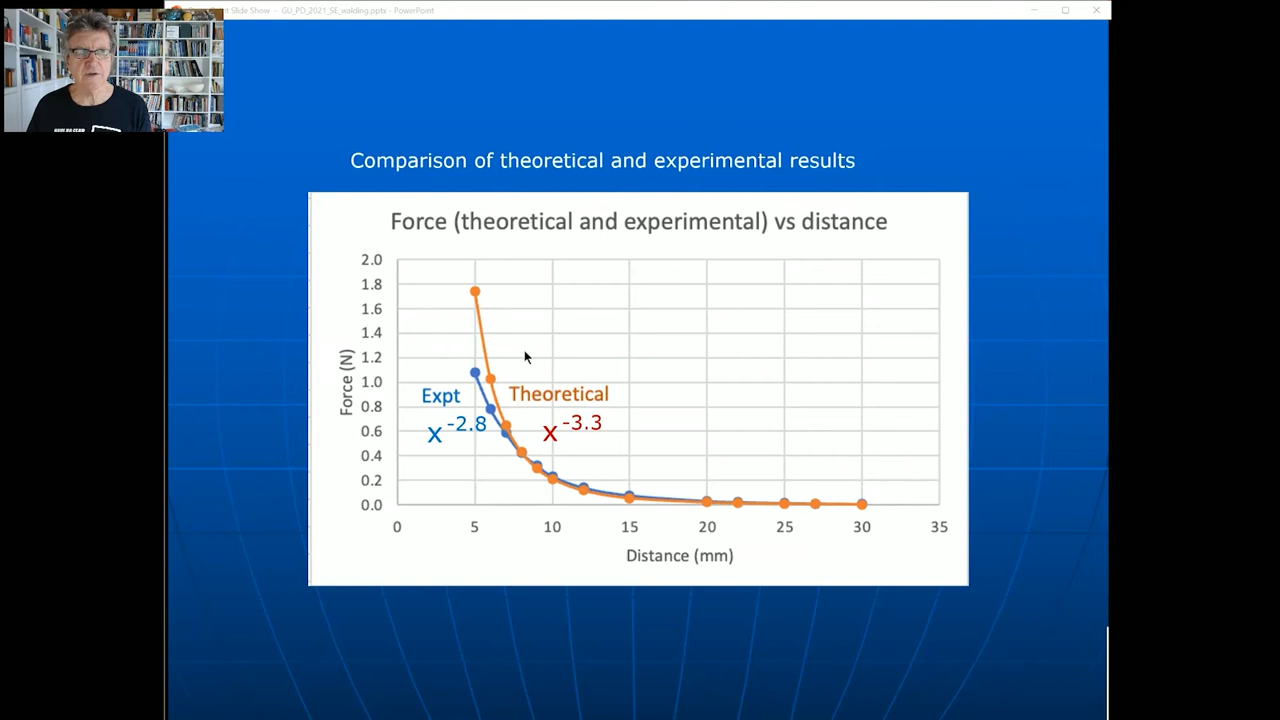 Slide Show - GU_PD_2021_SE_walding.pptx - PowerPoint
Comparison of theoretical and experimental results
Force (theoretical and experimental) vs distance
2.0
1.8
1.6
1.4
1.2
1.0
0.8
0.6
0.4
0.2
0.0
Force (N)
Expt
Theoretical
x -2.8
x -3.3
0 5 10 15 20 25 30 35
Distance (mm)